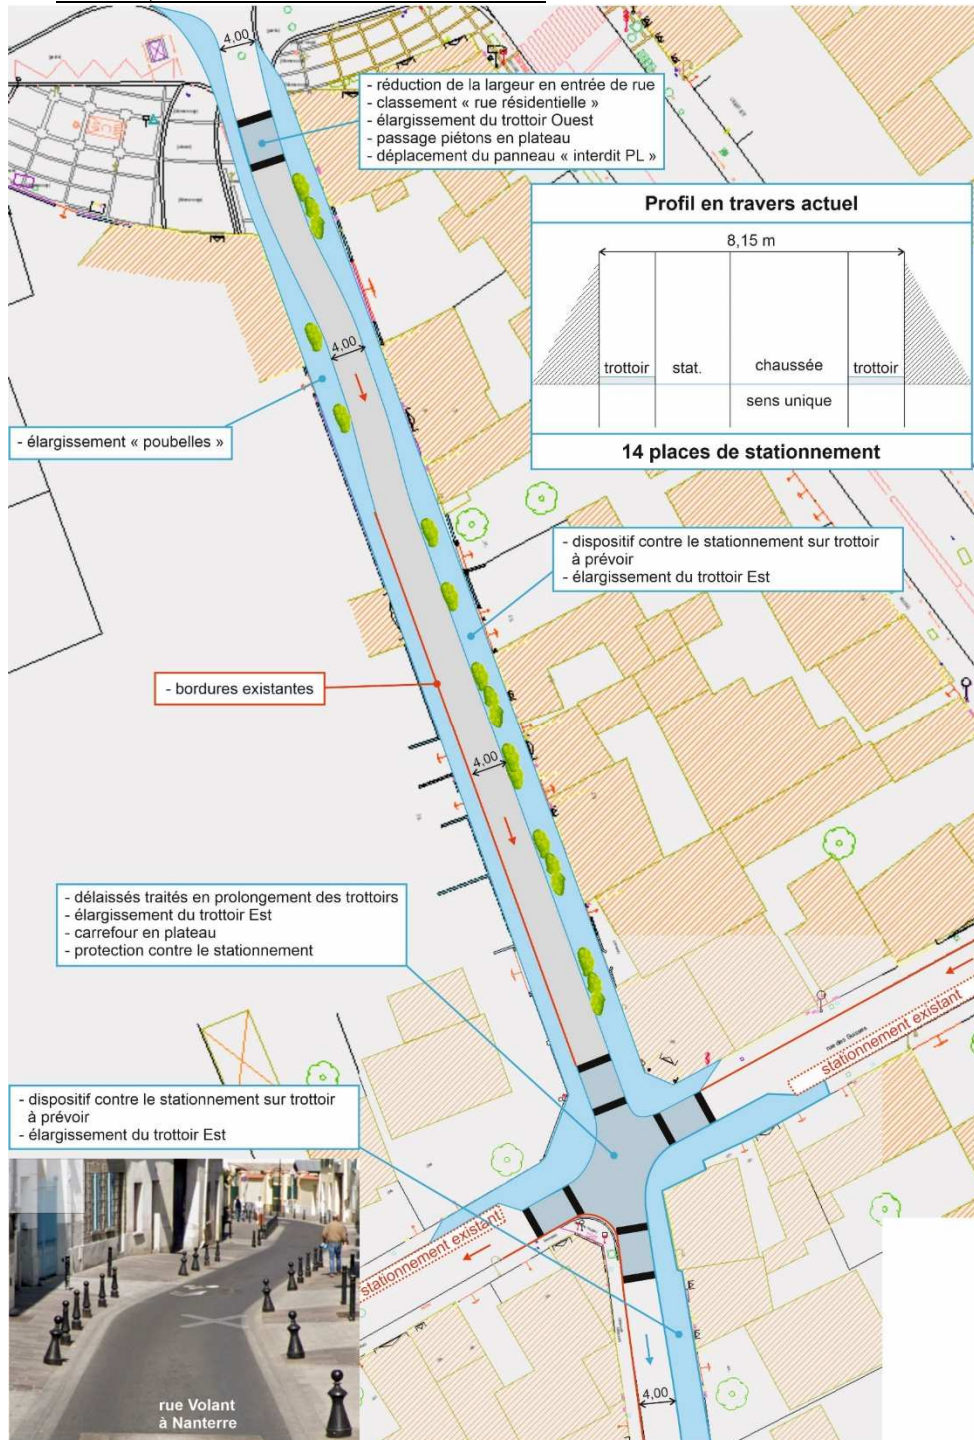 4,00
- réduction de la largeur en entrée de rue
- classement « rue résidentielle »
- élargissement du trottoir Ouest
- passage piétons en plateau
- déplacement du panneau « interdit PL »
Profil en travers actuel
8,15 m
trottoir
stat.
chaussée
trottoir
sens unique
14 places de stationnement
4,00
- élargissement « poubelles »
- dispositif contre le stationnement sur trottoir
à prévoir
- élargissement du trottoir Est
- bordures existantes
4,00
- délaissés traités en prolongement des trottoirs
- élargissement du trottoir Est
- carrefour en plateau
- protection contre le stationnement
rue des Suisses
stationnement existant
- dispositif contre le stationnement sur trottoir
à prévoir
- élargissement du trottoir Est
stationnement existant
4,00
rue Volant
à Nanterre